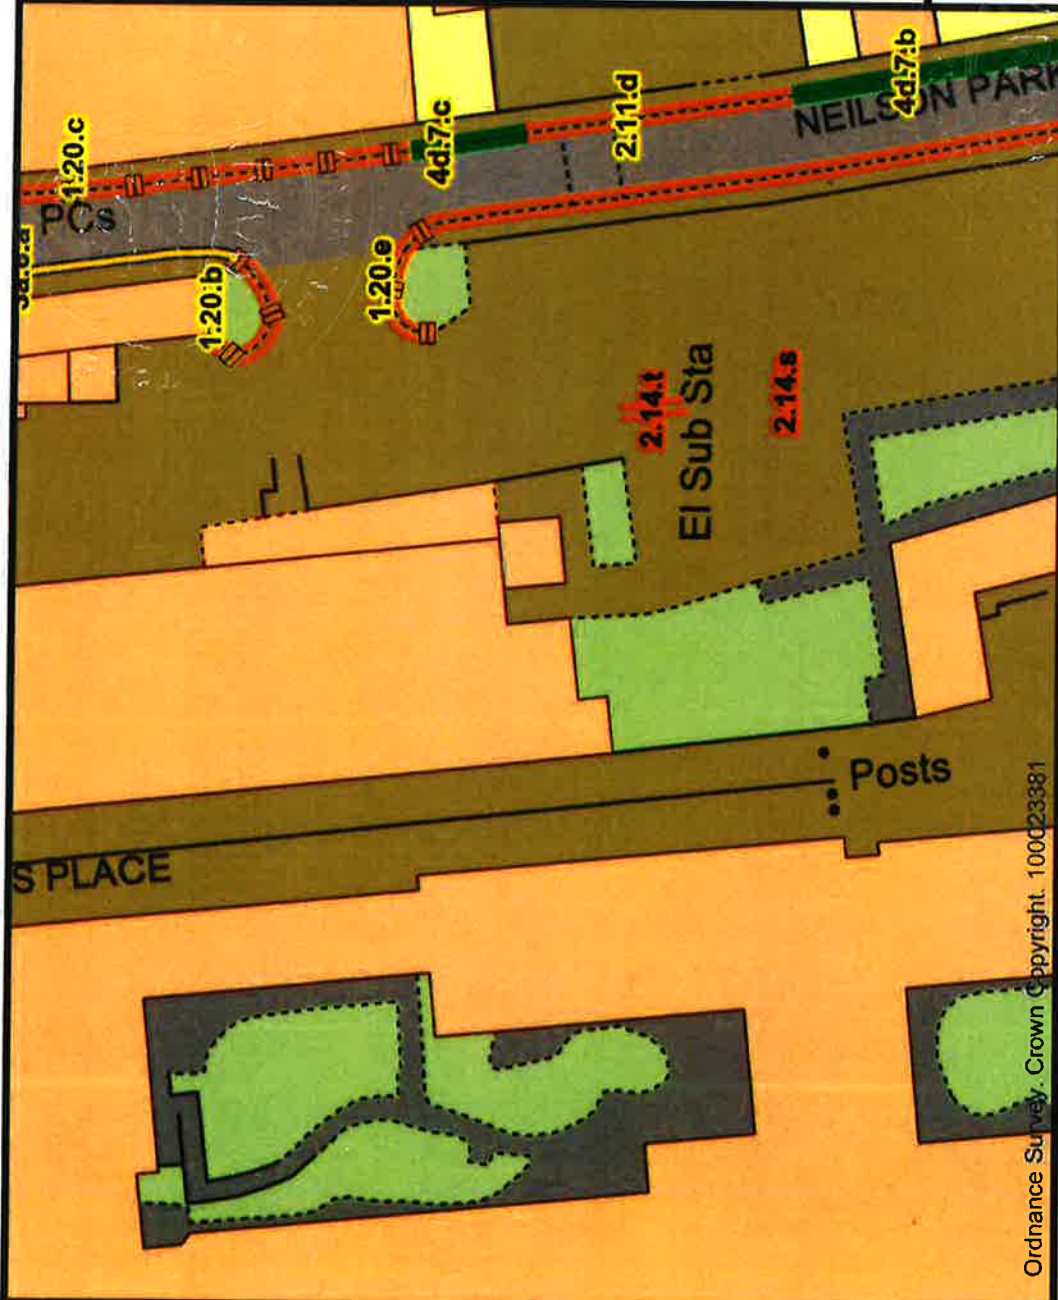 1:20:c
4d:7:c
2:11:d
4d:7:b
NEILSON PARK
PCs
1:20:b
1:20:e
2.14.t
2.14.s
El Sub Sta
Posts
S PLACE
Ordnance Survey. Crown Copyright. 100023381